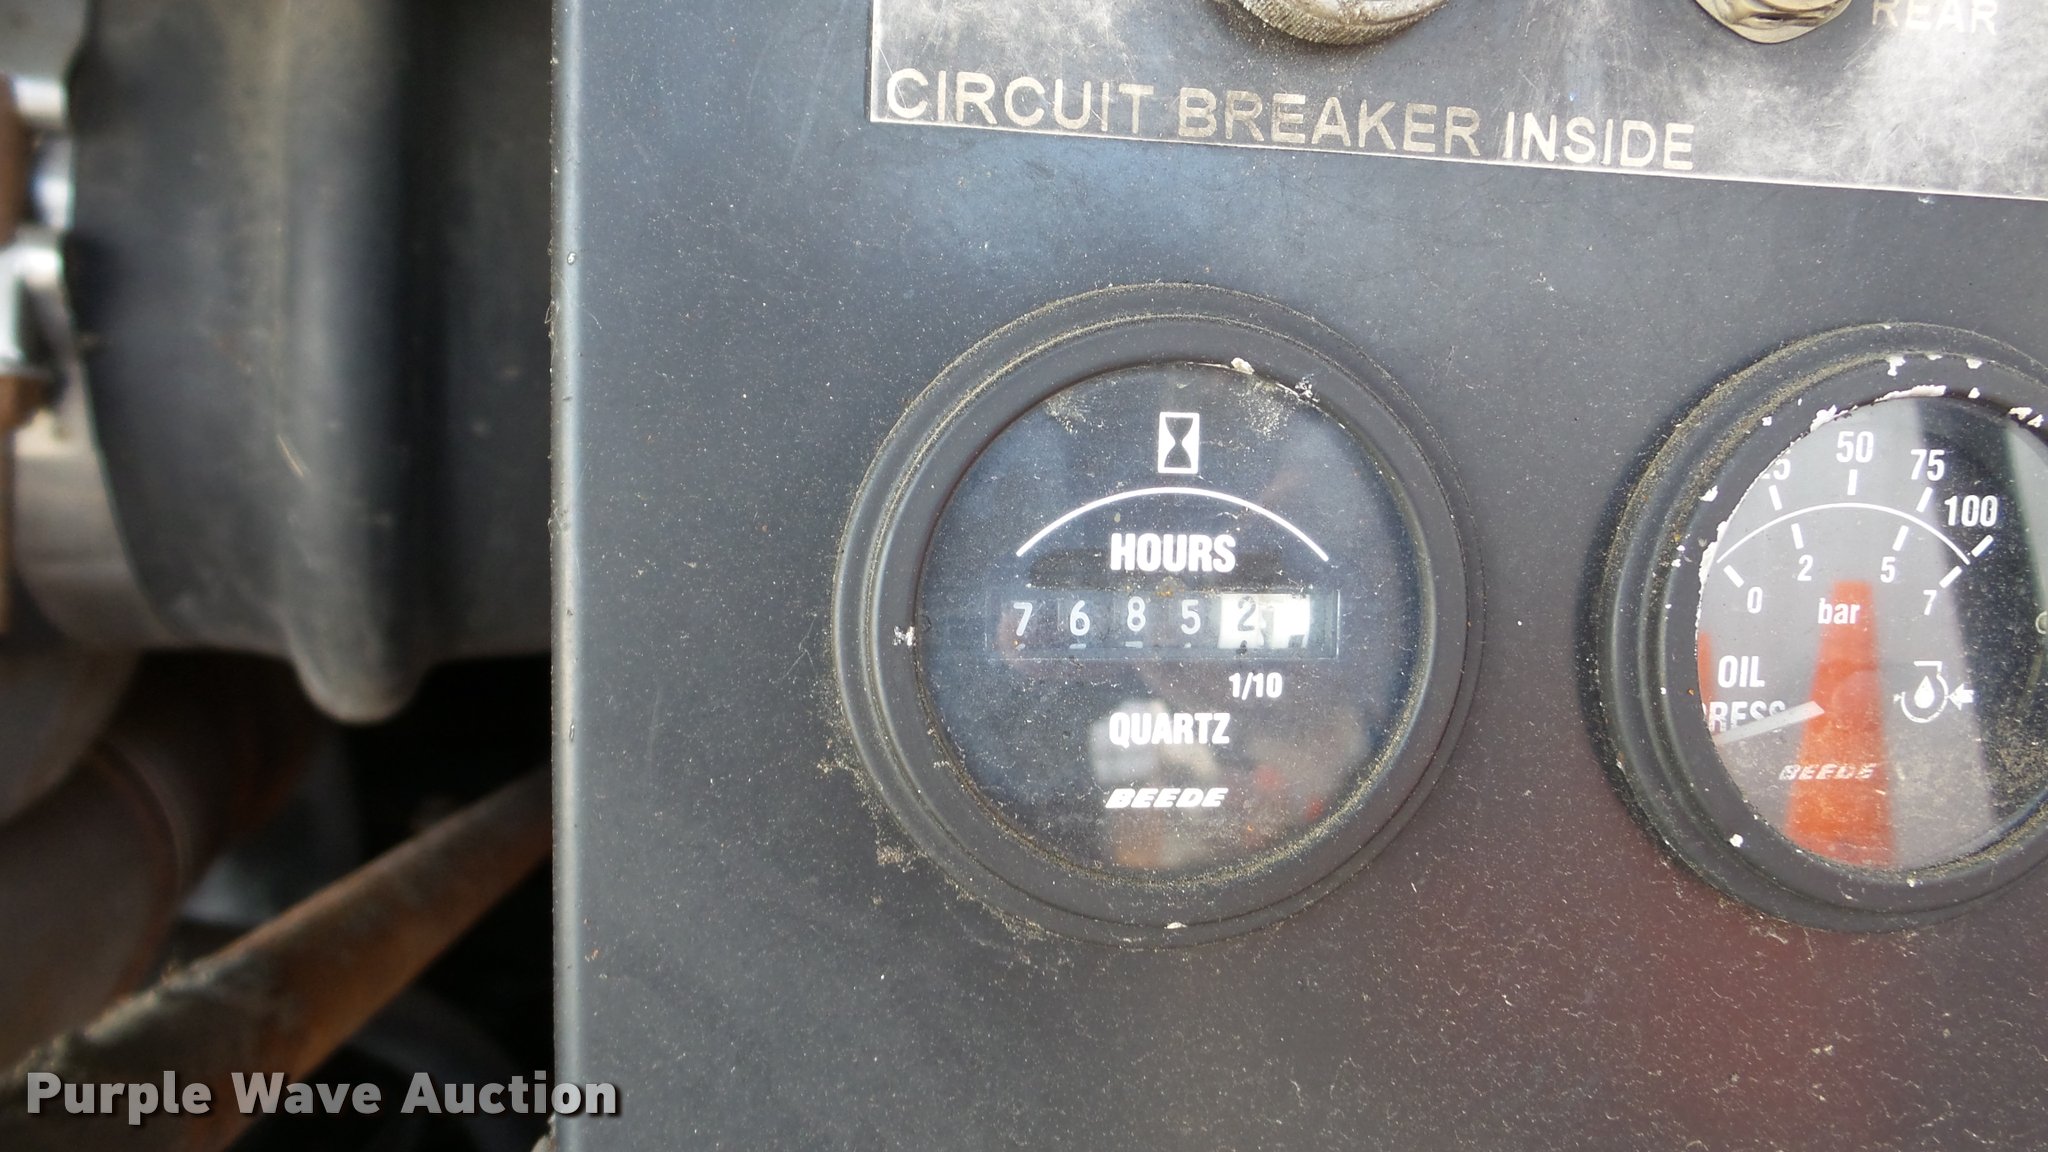 REAR
CIRCUIT BREAKER INSIDE
HOURS
7 6 8 5 2
1/10
QUARTZ
BEEDE
50 75 100
0 2 5 7
bar
OIL
PRESS
BEEDE
Purple Wave Auction